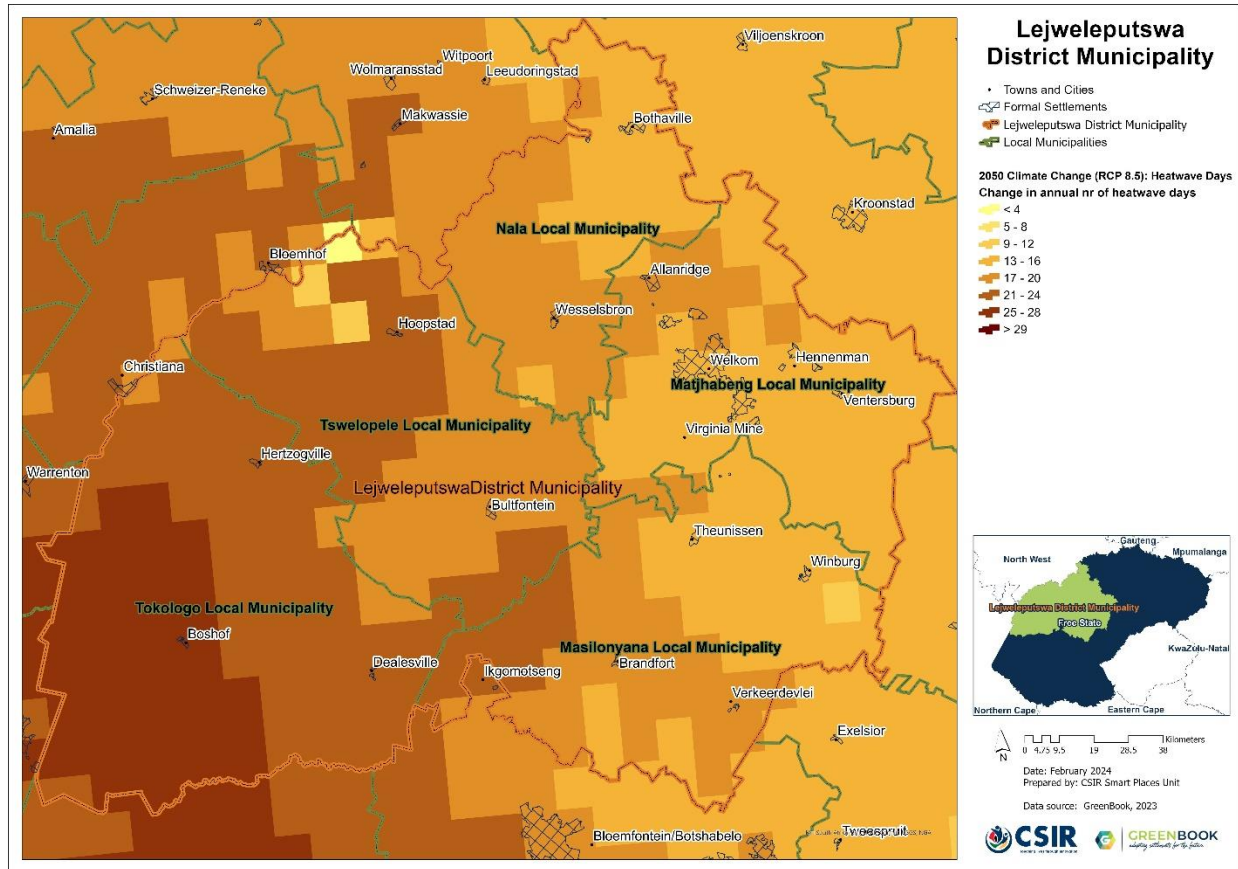 Lejweleputswa
District Municipality
Towns and Cities
Formal Settlements
Lejweleputswa District Municipality
Local Municipalities
2050 Climate Change (RCP 8.5): Heatwave Days
Change in annual nr of heatwave days
< 4
5 - 8
9 - 12
13 - 16
17 - 20
21 - 24
25 - 28
> 29
Viljoenskroon
Witpoort
Wolmaransstad
Leeudoringstad
Schweizer-Reneke
Makwassie
Amalia
Bothaville
Kroonstad
Nala Local Municipality
Bloemhof
Allanridge
Wesselsbron
Hoopstad
Welkom
Hennenman
Christiana
Matjhabeng Local Municipality
Ventersburg
Tswelopele Local Municipality
Virginia Mine
Hertzogville
Warrenton
LejweleputswaDistrict Municipality
Bultfontein
Theunissen
Winburg
Tokologo Local Municipality
Boshof
Masilonyana Local Municipality
Dealesville
Ikgomotseng
Brandfort
Verkeerdevlei
Exelsior
Bloemfontein/Botshabelo
Tweespruit
Gauteng
North West
Mpumalanga
Lejweleputswa District Municipality
Free State
KwaZulu-Natal
Northern Cape
Eastern Cape
N
Kilometers
0 4.75 9.5 19 28.5 38
Date: February 2024
Prepared by: CSIR Smart Places Unit
Data source: GreenBook, 2023
CSIR
GREENBOOK
adapting settlements for the future